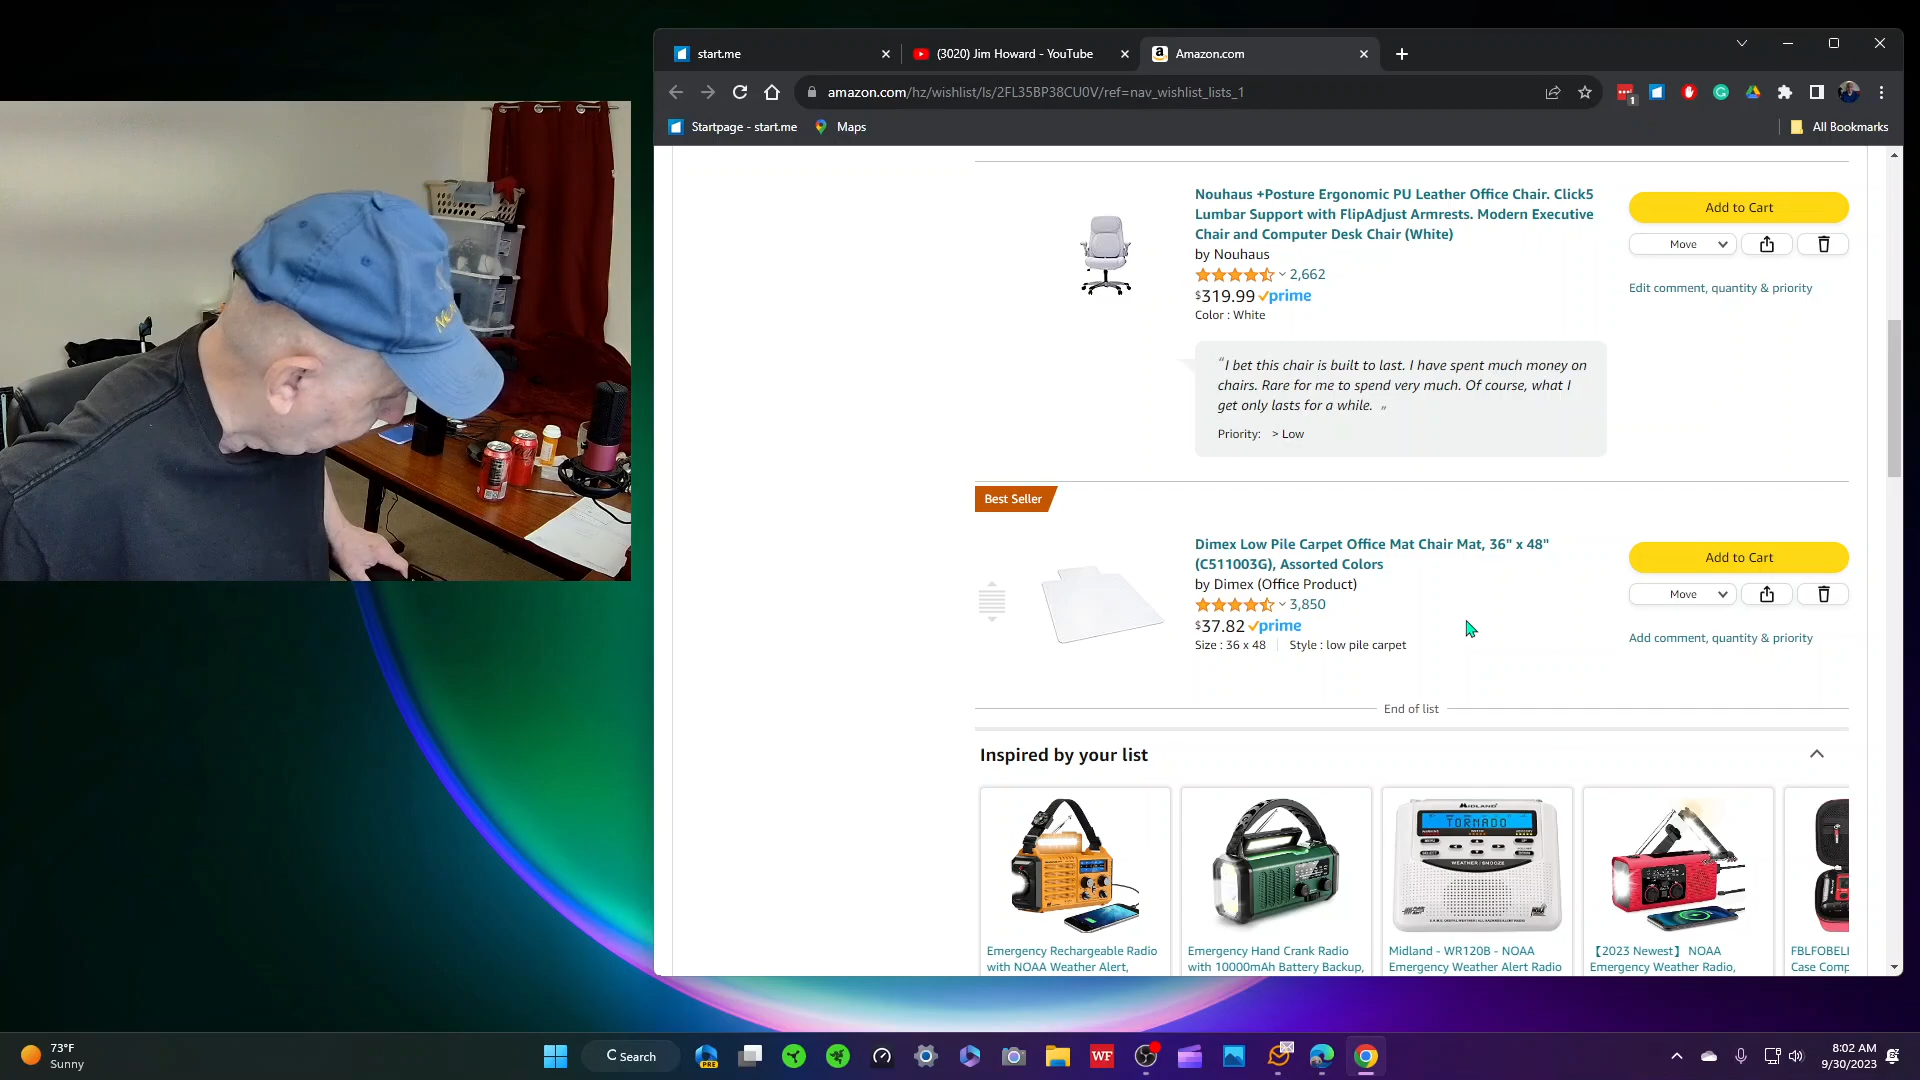 start.me
(3020) Jim Howard - YouTube
Amazon.com
amazon.com/hz/wishlist/ls/2FL35BP38CU0V/ref=nav_wishlist_lists_1
1
Startpage - start.me
Maps
All Bookmarks
Nouhaus +Posture Ergonomic PU Leather Office Chair. Click5
Lumbar Support with FlipAdjust Armrests. Modern Executive
Chair and Computer Desk Chair (White)
by Nouhaus
2,662
$319.99 prime
Color : White
Add to Cart
Move
Edit comment, quantity & priority
“I bet this chair is built to last. I have spent much money on
chairs. Rare for me to spend very much. Of course, what I
get only lasts for a while. ”
Priority: > Low
Best Seller
Dimex Low Pile Carpet Office Mat Chair Mat, 36" x 48"
(C511003G), Assorted Colors
by Dimex (Office Product)
3,850
$37.82 prime
Size : 36 x 48 Style : low pile carpet
Add to Cart
Move
Add comment, quantity & priority
End of list
Inspired by your list
MIDLAND
TORNADO
WEATHER / SNOOZE
Emergency Rechargeable Radio
with NOAA Weather Alert,
Emergency Hand Crank Radio
with 10000mAh Battery Backup,
Midland - WR120B - NOAA
Emergency Weather Alert Radio
【2023 Newest】 NOAA
Emergency Weather Radio,
FBLFOBELI
Case Comp
73°F
Sunny
Search
PRE
WF
8:02 AM
9/30/2023